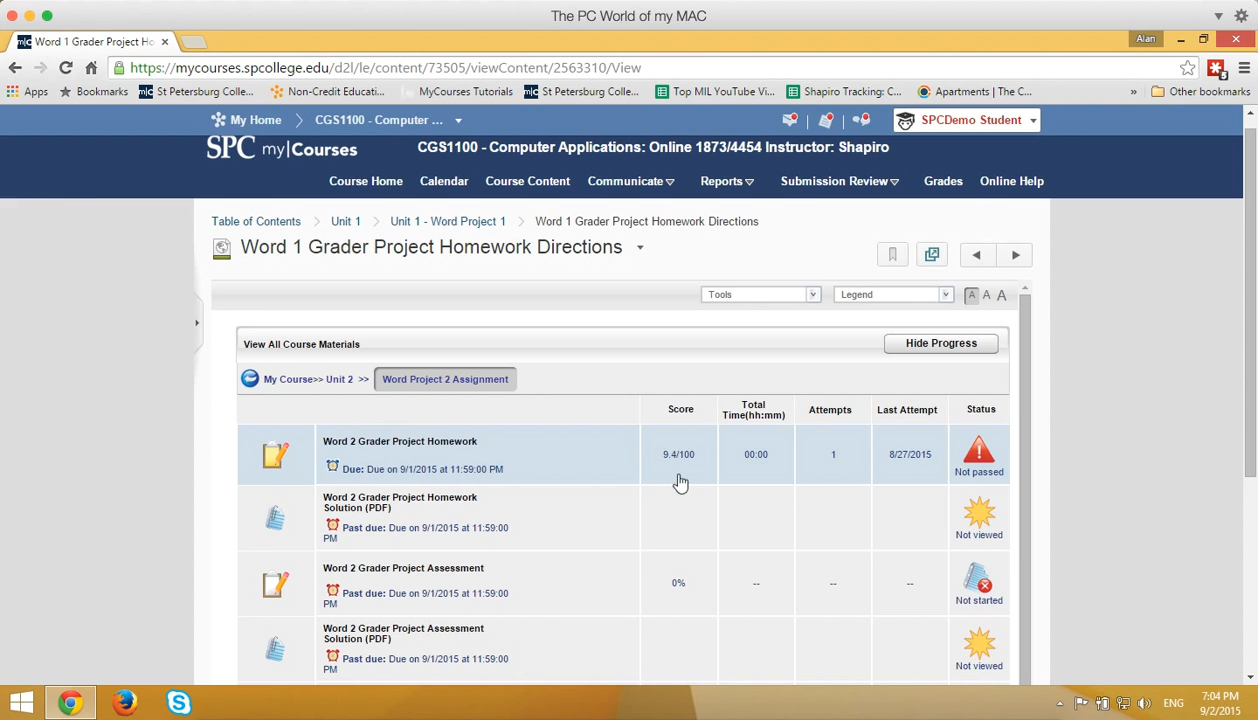 The PC World of my MAC
Word 1 Grader Project Ho
Alan
https://mycourses.spcollege.edu/d2l/le/content/73505/viewContent/2563310/View
5
Apps Bookmarks St Petersburg Colle... Non-Credit Educati... MyCourses Tutorials St Petersburg Colle... Top MIL YouTube Vi... Shapiro Tracking: C... Apartments | The C... » Other bookmarks
My Home CGS1100 - Computer ... SPCDemo Student
SPC my|Courses CGS1100 - Computer Applications: Online 1873/4454 Instructor: Shapiro
Course Home Calendar Course Content Communicate Reports Submission Review Grades Online Help
Table of Contents Unit 1 Unit 1 - Word Project 1 Word 1 Grader Project Homework Directions
Word 1 Grader Project Homework Directions
Tools Legend A A A
View All Course Materials Hide Progress
My Course>> Unit 2 >> Word Project 2 Assignment
Score Total Time(hh:mm) Attempts Last Attempt Status
Word 2 Grader Project Homework
Due: Due on 9/1/2015 at 11:59:00 PM
9.4/100 00:00 1 8/27/2015 Not passed
Word 2 Grader Project Homework
Solution (PDF)
Past due: Due on 9/1/2015 at 11:59:00
PM
Not viewed
Word 2 Grader Project Assessment
Past due: Due on 9/1/2015 at 11:59:00
PM
0% -- -- -- Not started
Word 2 Grader Project Assessment
Solution (PDF)
Past due: Due on 9/1/2015 at 11:59:00
PM
Not viewed
ENG 7:04 PM
9/2/2015